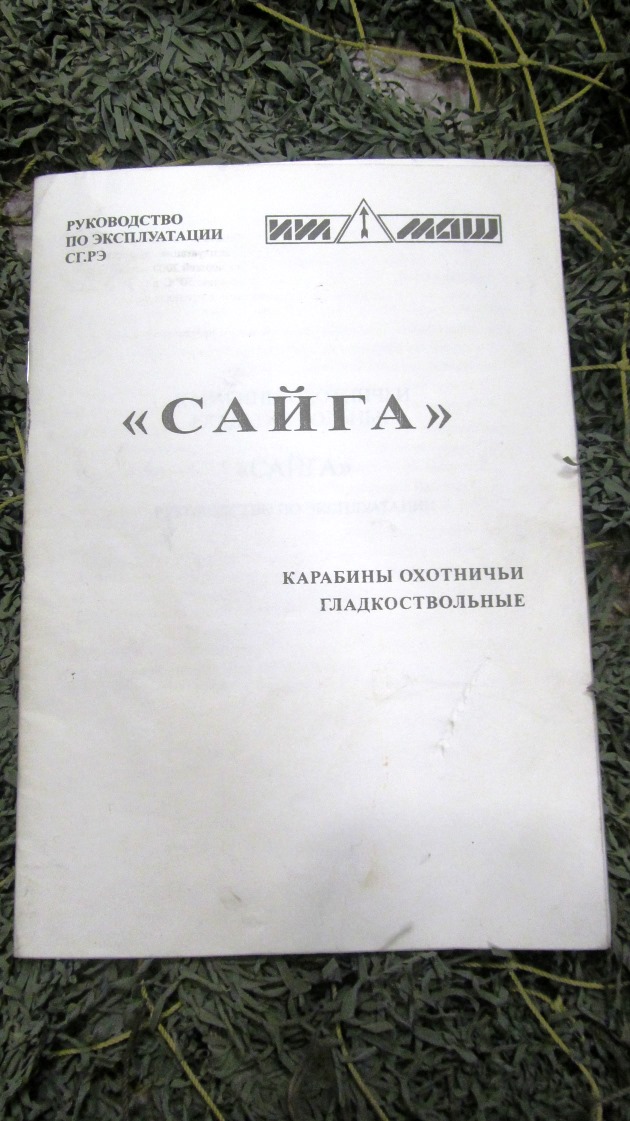 РУКОВОДСТВО
ПО ЭКСПЛУАТАЦИИ
СГ.РЭ
ИЖМАШ
«САЙГА»
КАРАБИНЫ ОХОТНИЧЬИ
ГЛАДКОСТВОЛЬНЫЕ